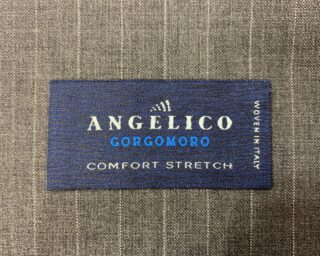 ANGELICO
GORGOMORO
COMFORT STRETCH
WOVEN IN ITALY